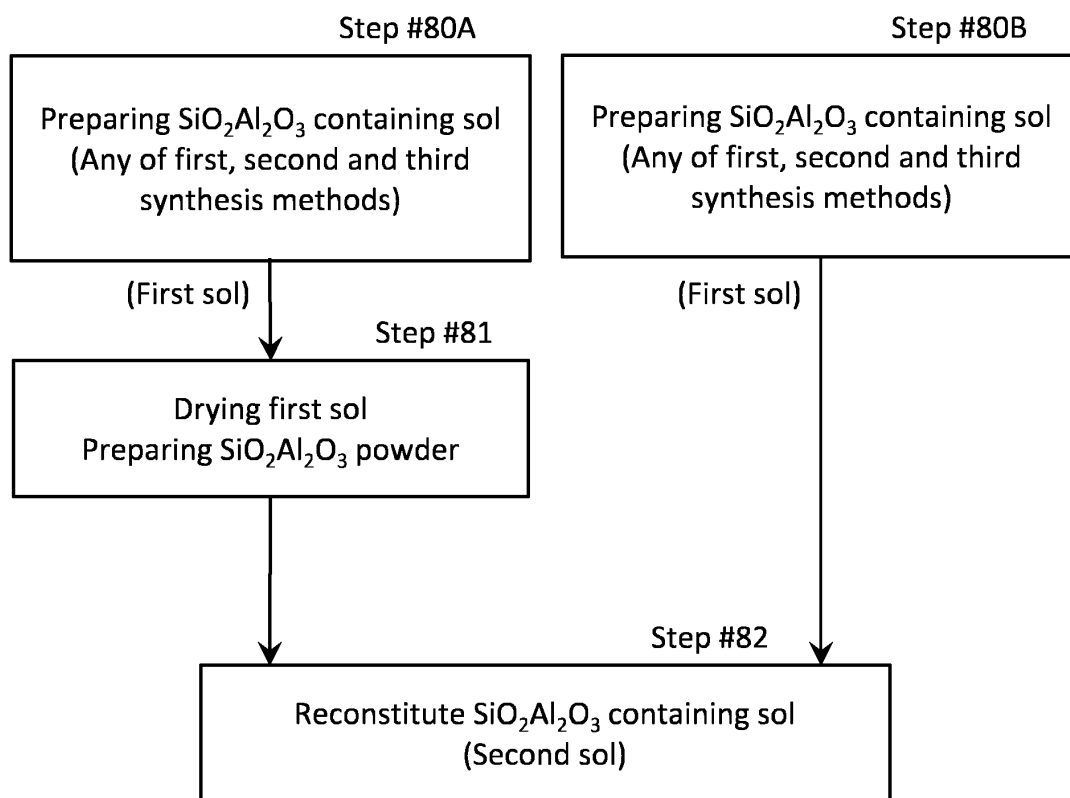 Step #80A
Preparing SiO₂Al₂O₃ containing sol
(Any of first, second and third
synthesis methods)
(First sol)
Step #81
Drying first sol
Preparing SiO₂Al₂O₃ powder
Step #80B
Preparing SiO₂Al₂O₃ containing sol
(Any of first, second and third
synthesis methods)
(First sol)
Step #82
Reconstitute SiO₂Al₂O₃ containing sol
(Second sol)